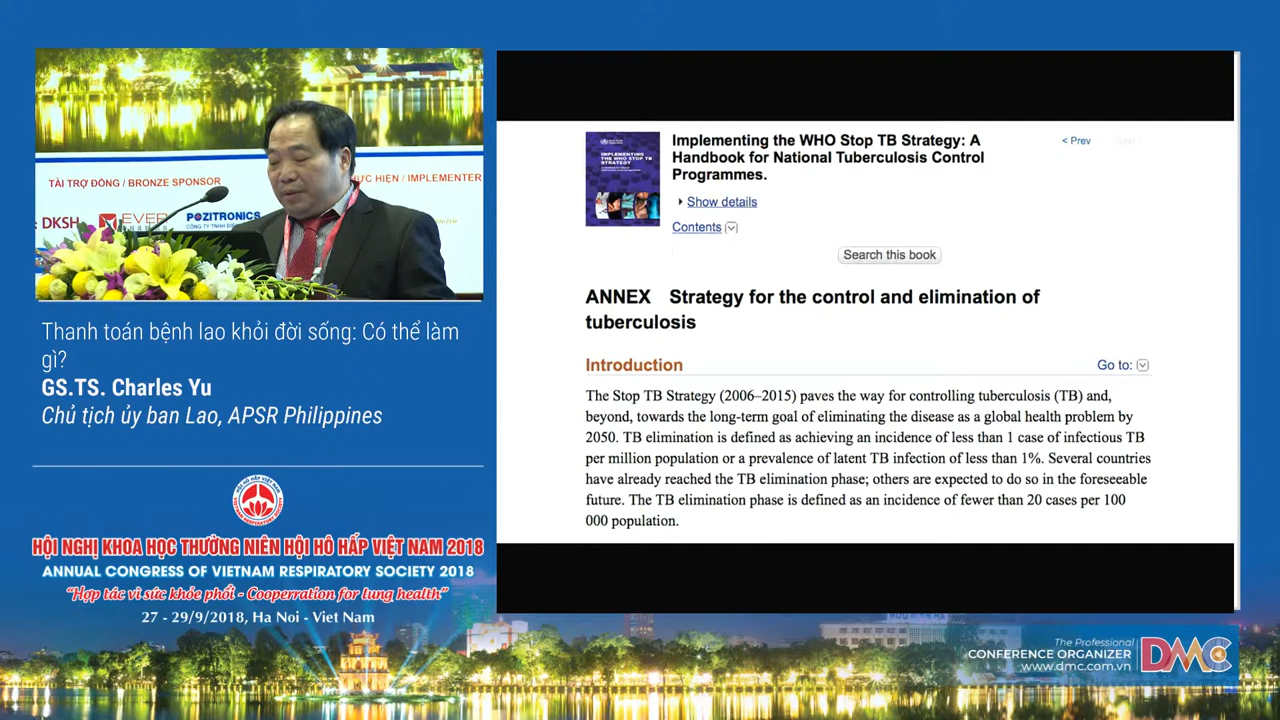 TÀI TRỢ ĐỒNG / BRONZE SPONSOR
HỰC HIỆN / IMPLEMENTER
DKSH
EVER
PHARMA
POZITRONICS
Thanh toán bệnh lao khỏi đời sống: Có thể làm
gì?
GS.TS. Charles Yu
Chủ tịch ủy ban Lao, APSR Philippines
HỘI NGHỊ KHOA HỌC THƯỜNG NIÊN HỘI HÔ HẤP VIỆT NAM 2018
ANNUAL CONGRESS OF VIETNAM RESPIRATORY SOCIETY 2018
“Hợp tác vì sức khỏe phổi - Cooperration for lung health”
27 - 29/9/2018, Ha Noi - Viet Nam
IMPLEMENTING
THE WHO STOP TB
STRATEGY
Implementing the WHO Stop TB Strategy: A
Handbook for National Tuberculosis Control
Programmes.
< Prev
Show details
Contents
Search this book
ANNEX Strategy for the control and elimination of
tuberculosis
Introduction
Go to:
The Stop TB Strategy (2006–2015) paves the way for controlling tuberculosis (TB) and,
beyond, towards the long-term goal of eliminating the disease as a global health problem by
2050. TB elimination is defined as achieving an incidence of less than 1 case of infectious TB
per million population or a prevalence of latent TB infection of less than 1%. Several countries
have already reached the TB elimination phase; others are expected to do so in the foreseeable
future. The TB elimination phase is defined as an incidence of fewer than 20 cases per 100
000 population.
The Professional
CONFERENCE ORGANIZER
www.dmc.com.vn
DMC